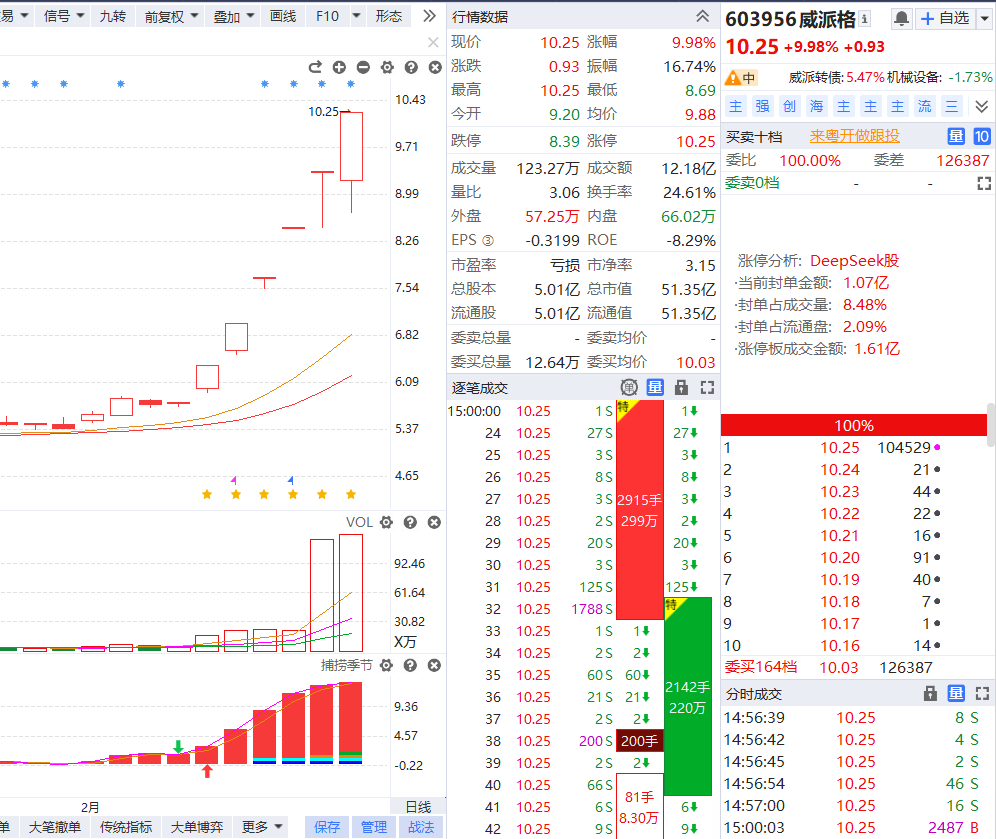 易 信号 九转 前复权 叠加 画线 F10 形态
10.25
10.43
9.71
8.99
8.26
7.54
6.82
6.09
5.37
4.65
VOL
92.46
61.64
30.82
X万
捕捞季节
9.36
4.57
-0.22
2月 日线
单 大笔撤单 传统指标 大单博弈 更多 保存 管理 战法
行情数据
现价 10.25 涨幅 9.98%
涨跌 0.93 振幅 16.74%
最高 10.25 最低 8.69
今开 9.20 均价 9.88
跌停 8.39 涨停 10.25
成交量 123.27万 成交额 12.18亿
量比 3.06 换手率 24.61%
外盘 57.25万 内盘 66.02万
EPS ③ -0.3199 ROE -8.29%
市盈率 亏损 市净率 3.15
总股本 5.01亿 总市值 51.35亿
流通股 5.01亿 流通值 51.35亿
委卖总量 - 委卖均价 -
委买总量 12.64万 委买均价 10.03
逐笔成交 单 量
15:00:00 10.25 1 S 特 1
24 10.25 27 S 27
25 10.25 3 S 3
26 10.25 8 S 8
27 10.25 3 S 2915手 3
28 10.25 2 S 299万 2
29 10.25 20 S 20
30 10.25 3 S 3
31 10.25 125 S 125
32 10.25 1788 S 特
33 10.25 1 S 1
34 10.25 2 S 2
35 10.25 60 S 60
36 10.25 21 S 21 2142手
37 10.25 2 S 2 220万
38 10.25 200 S 200手
39 10.25 2 S 2
40 10.25 66 S 81手
41 10.25 6 S 8.30万 6
42 10.25 9 S 9
603956 威派格 自选
10.25 +9.98% +0.93
中 威派转债: 5.47% 机械设备: -1.73%
主 强 创 海 主 主 主 流 三
买卖十档 来粤开做跟投 量 10
委比 100.00% 委差 126387
委卖0档 - -
涨停分析: DeepSeek股
·当前封单金额: 1.07亿
·封单占成交量: 8.48%
·封单占流通盘: 2.09%
·涨停板成交金额: 1.61亿
100%
1 10.25 104529
2 10.24 21
3 10.23 44
4 10.22 22
5 10.21 16
6 10.20 91
7 10.19 40
8 10.18 7
9 10.17 1
10 10.16 14
委买164档 10.03 126387
分时成交 量
14:56:39 10.25 8 S
14:56:42 10.25 4 S
14:56:45 10.25 2 S
14:56:54 10.25 46 S
14:57:00 10.25 16 S
15:00:03 10.25 2487 B